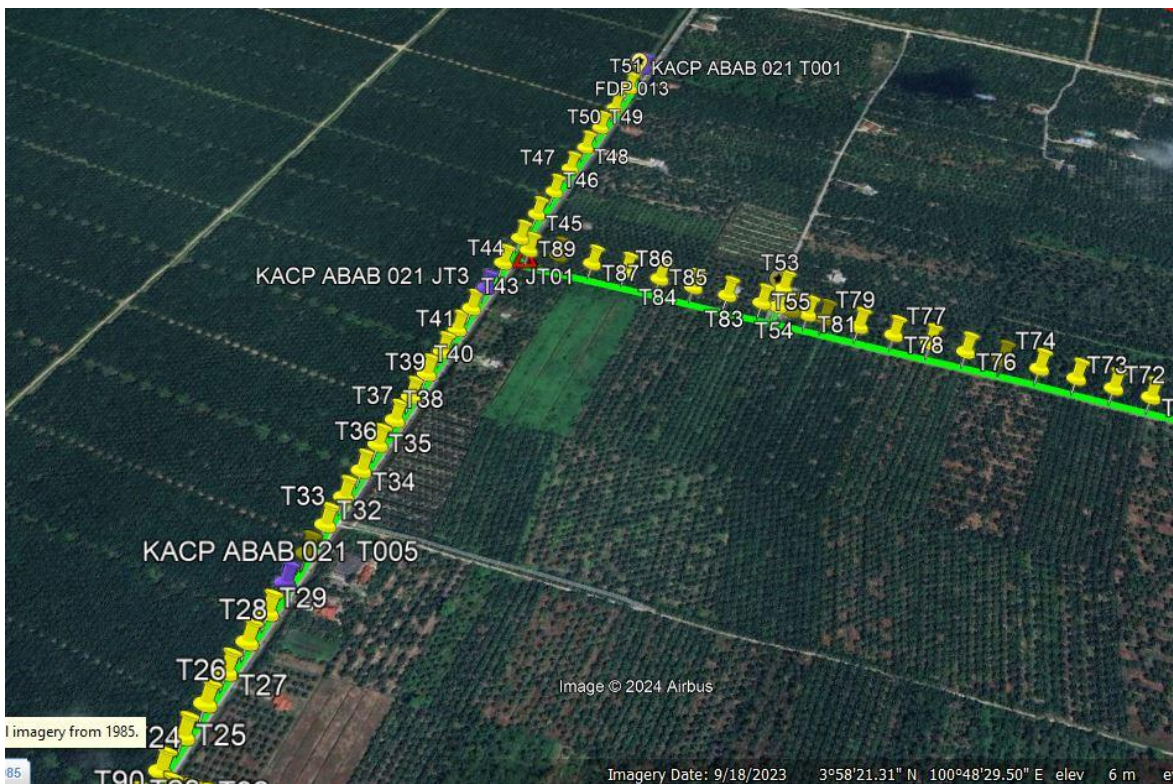 T51
KACP ABAB 021 T001
FDP 013
T50
T49
T47
T48
T46
T45
T44
T89
T86
T53
KACP ABAB 021 JT3
T43
JT01
T87
T85
T84
T55
T79
T83
T54
T81
T77
T78
T74
T76
T73
T72
T41
T40
T39
T37
T38
T36
T35
T34
T33
T32
KACP ABAB 021 T005
T28
T29
T26
T27
Image © 2024 Airbus
l imagery from 1985.
24
T25
T90
85
Imagery Date: 9/18/2023 3°58'21.31" N 100°48'29.50" E elev 6 m